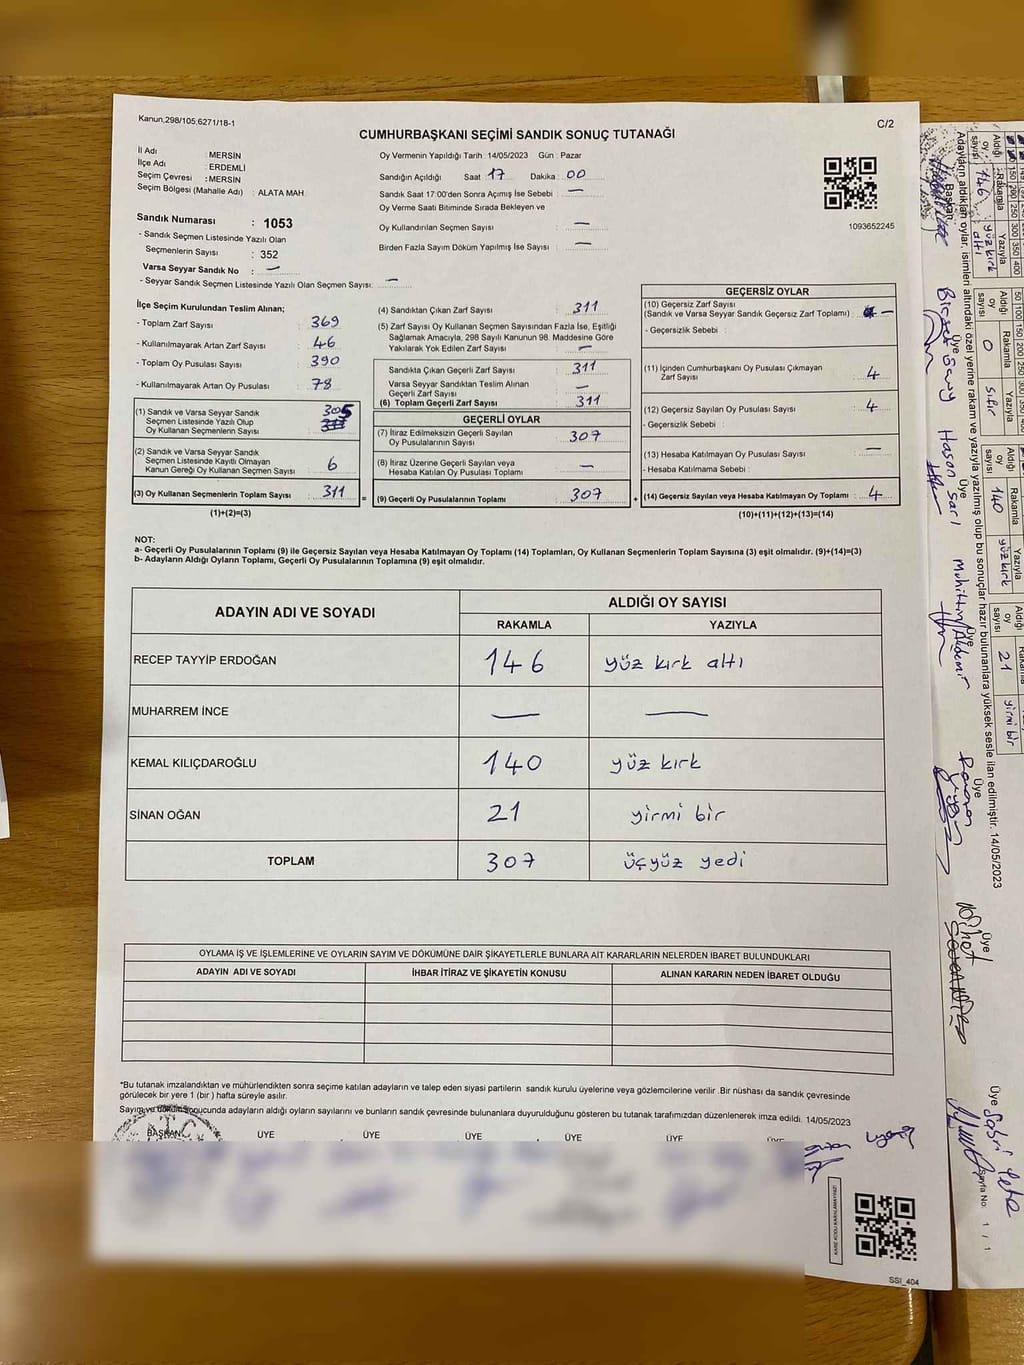 Kanun,298/105,6271/18-1
C/2
CUMHURBAŞKANI SEÇİMİ SANDIK SONUÇ TUTANAĞI
İl Adı : MERSİN
İlçe Adı : ERDEMLİ
Seçim Çevresi : MERSİN
Seçim Bölgesi (Mahalle Adı) : ALATA MAH.
Sandık Numarası : 1053
- Sandık Seçmen Listesinde Yazılı Olan
Seçmenlerin Sayısı : 352
Varsa Seyyar Sandık No : —
- Seyyar Sandık Seçmen Listesinde Yazılı Olan Seçmen Sayısı: —
Oy Vermenin Yapıldığı Tarih :14/05/2023 Gün : Pazar
Sandığın Açıldığı Saat 17 Dakika : 00
Sandık Saat 17:00'den Sonra Açımış İse Sebebi : —
Oy Verme Saati Bitiminde Sırada Bekleyen ve
Oy Kullandırılan Seçmen Sayısı : —
Birden Fazla Sayım Döküm Yapılmış İse Sayısı : —
1093652245
İlçe Seçim Kurulundan Teslim Alınan;
- Toplam Zarf Sayısı : 369
- Kullanılmayarak Artan Zarf Sayısı : 46
- Toplam Oy Pusulası Sayısı : 390
- Kullanılmayarak Artan Oy Pusulası : 78
(1) Sandık ve Varsa Seyyar Sandık
Seçmen Listesinde Yazılı Olup
Oy Kullanan Seçmenlerin Sayısı : 305
(2) Sandık ve Varsa Seyyar Sandık
Seçmen Listesinde Kayıtlı Olmayan
Kanun Gereği Oy Kullanan Seçmen Sayısı : 6
(3) Oy Kullanan Seçmenlerin Toplam Sayısı : 311 =
(1)+(2)=(3)
(4) Sandıktan Çıkan Zarf Sayısı : 311
(5) Zarf Sayısı Oy Kullanan Seçmen Sayısından Fazla İse, Eşitliği
Sağlamak Amacıyla, 298 Sayılı Kanunun 98. Maddesine Göre
Yakılarak Yok Edilen Zarf Sayısı : —
Sandıkta Çıkan Geçerli Zarf Sayısı : 311
Varsa Seyyar Sandıktan Teslim Alınan
Geçerli Zarf Sayısı : —
(6) Toplam Geçerli Zarf Sayısı : 311
GEÇERLİ OYLAR
(7) İtiraz Edilmeksizin Geçerli Sayılan
Oy Pusulalarının Sayısı : 307
(8) İtiraz Üzerine Geçerli Sayılan veya
Hesaba Katılan Oy Pusulası Toplamı : —
(9) Geçerli Oy Pusulalarının Toplamı : 307 +
GEÇERSİZ OYLAR
(10) Geçersiz Zarf Sayısı
(Sandık ve Varsa Seyyar Sandık Geçersiz Zarf Toplamı) : —
- Geçersizlik Sebebi :
(11) İçinden Cumhurbaşkanı Oy Pusulası Çıkmayan
Zarf Sayısı : 4
(12) Geçersiz Sayılan Oy Pusulası Sayısı : 4
- Geçersizlik Sebebi :
(13) Hesaba Katılmayan Oy Pusulası Sayısı : —
- Hesaba Katılmama Sebebi :
(14) Geçersiz Sayılan veya Hesaba Katılmayan Oy Toplamı : 4
(10)+(11)+(12)+(13)=(14)
NOT:
a- Geçerli Oy Pusulalarının Toplamı (9) ile Geçersiz Sayılan veya Hesaba Katılmayan Oy Toplamı (14) Toplamları, Oy Kullanan Seçmenlerin Toplam Sayısına (3) eşit olmalıdır. (9)+(14)=(3)
b- Adayların Aldığı Oyların Toplamı, Geçerli Oy Pusulalarının Toplamına (9) eşit olmalıdır.
ADAYIN ADI VE SOYADI
ALDIĞI OY SAYISI
RAKAMLA YAZIYLA
RECEP TAYYİP ERDOĞAN 146 yüz kırk altı
MUHARREM İNCE — —
KEMAL KILIÇDAROĞLU 140 yüz kırk
SİNAN OĞAN 21 yirmi bir
TOPLAM 307 üçyüz yedi
OYLAMA İŞ VE İŞLEMLERİNE VE OYLARIN SAYIM VE DÖKÜMÜNE DAİR ŞİKAYETLERLE BUNLARA AİT KARARLARIN NELERDEN İBARET BULUNDUKLARI
ADAYIN ADI VE SOYADI İHBAR İTİRAZ VE ŞİKAYETİN KONUSU ALINAN KARARIN NEDEN İBARET OLDUĞU
*Bu tutanak imzalandıktan ve mühürlendikten sonra seçime katılan adayların ve talep eden siyasi partilerin sandık kurulu üyelerine veya gözlemcilerine verilir .Bir nüshası da sandık çevresinde
görülecek bir yere 1 (bir ) hafta süreyle asılır.
Sayım ve döküm sonucunda adayların aldığı oyların sayılarını ve bunların sandık çevresinde bulunanlara duyurulduğunu gösteren bu tutanak tarafımızdan düzenlenerek imza edildi. 14/05/2023
BAŞKAN ÜYE ÜYE ÜYE ÜYE ÜYE
T.C.
SSI_404
Adayların aldıkları oylar, isimleri altındaki özel yerine rakam ve yazıyla yazılmış olup bu sonuçlar hazır bulunanlara yüksek sesle ilan edilmiştir. 14/05/2023
Aldığı oy sayısı Rakamla Yazıyla
146 yüz kırk altı
Aldığı oy sayısı Rakamla Yazıyla
0 sıfır
Aldığı oy sayısı Rakamla Yazıyla
140 yüz kırk
Aldığı oy sayısı
21 yirmi bir
Başkan
Üye
Üye
Hasan Sarı
Üye
Üye
Üye
Üye
Sayfa No: 1 / 1